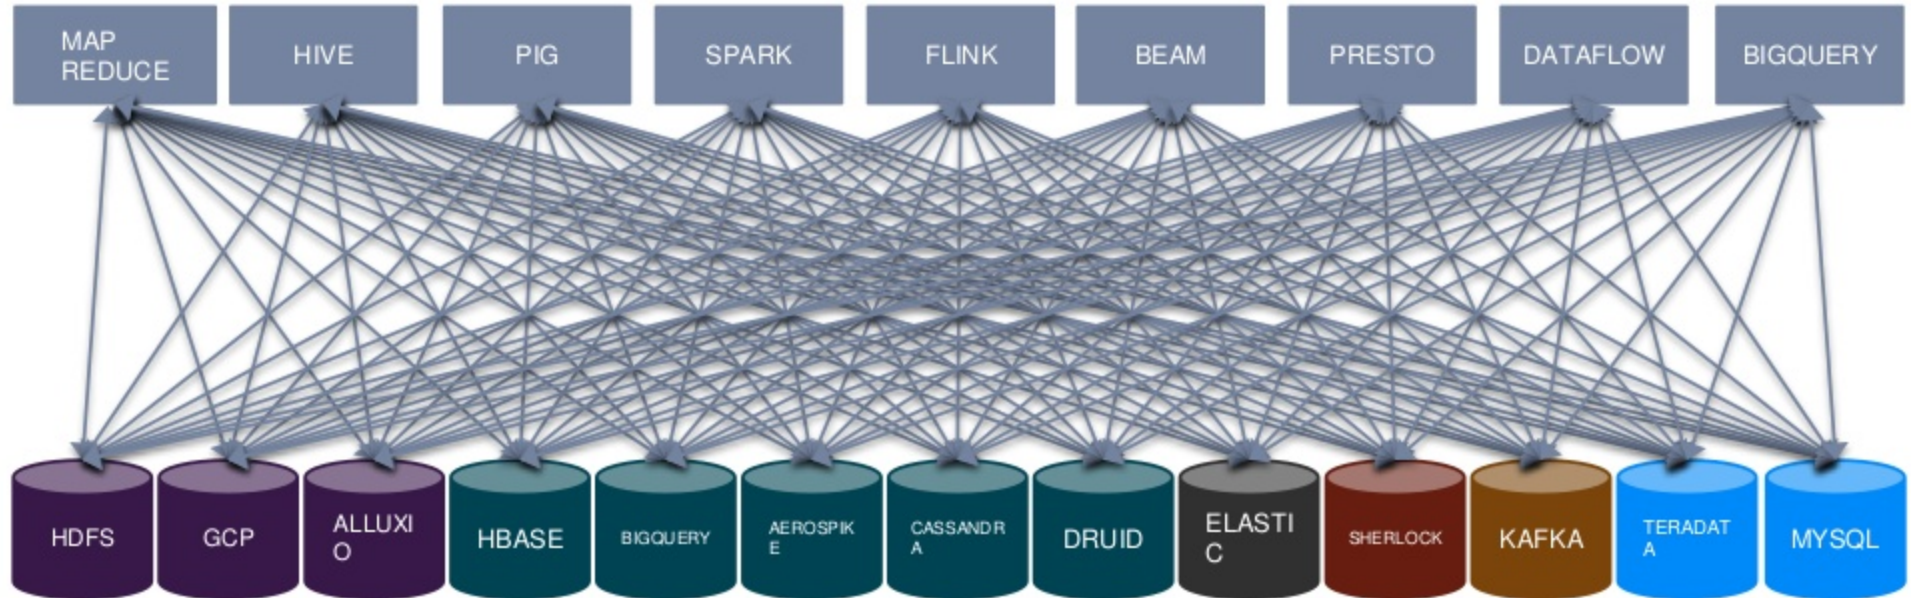 MAP
REDUCE
HIVE
PIG
SPARK
FLINK
BEAM
PRESTO
DATAFLOW
BIGQUERY
HDFS
GCP
ALLUXI
O
HBASE
BIGQUERY
AEROSPIK
E
CASSANDR
A
DRUID
ELASTI
C
SHERLOCK
KAFKA
TERADAT
A
MYSQL